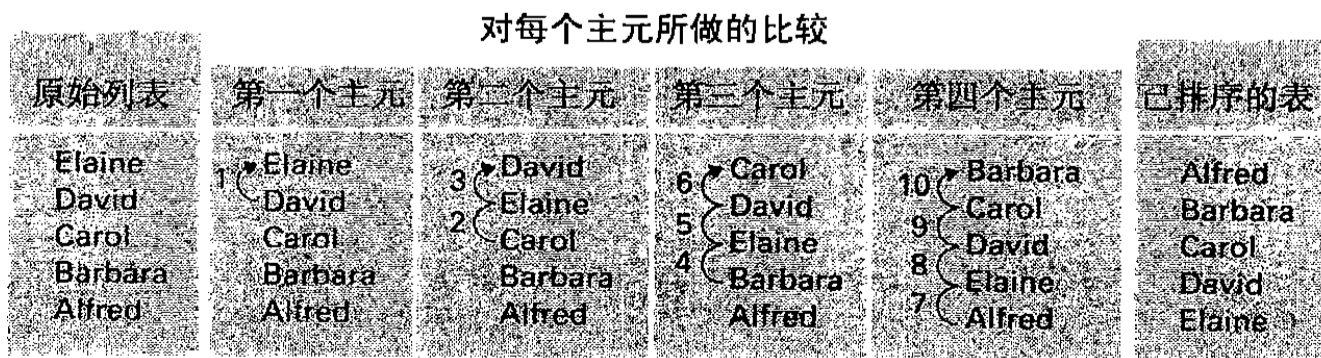 对每个主元所做的比较
原始列表 第一个主元 第二个主元 第三个主元 第四个主元 已排序的表
Elaine 1 Elaine 3 David 6 Carol 10 Barbara Alfred
David David 2 Elaine 5 David 9 Carol Barbara
Carol Carol Carol 4 Elaine 8 David Carol
Barbara Barbara Barbara Barbara 7 Elaine David
Alfred Alfred Alfred Alfred Alfred Elaine